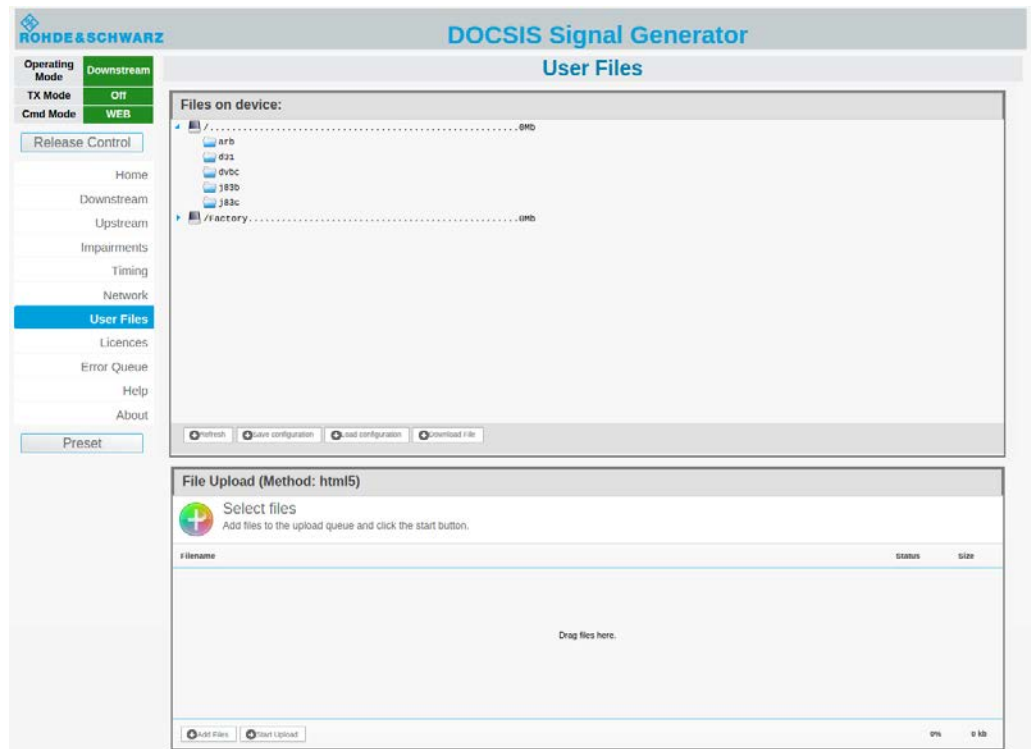 ROHDE&SCHWARZ
DOCSIS Signal Generator
Operating Mode Downstream
User Files
TX Mode Off
Cmd Mode WEB
Release Control
Home
Downstream
Upstream
Impairments
Timing
Network
User Files
Licences
Error Queue
Help
About
Preset
Files on device:
/........................................................0Mb
arb
d31
dvbc
j83b
j83c
/Factory.................................................0Mb
Refresh Save configuration Load configuration Download File
File Upload (Method: html5)
Select files
Add files to the upload queue and click the start button.
Filename Status Size
Drag files here.
Add Files Start Upload 0% 0 kb